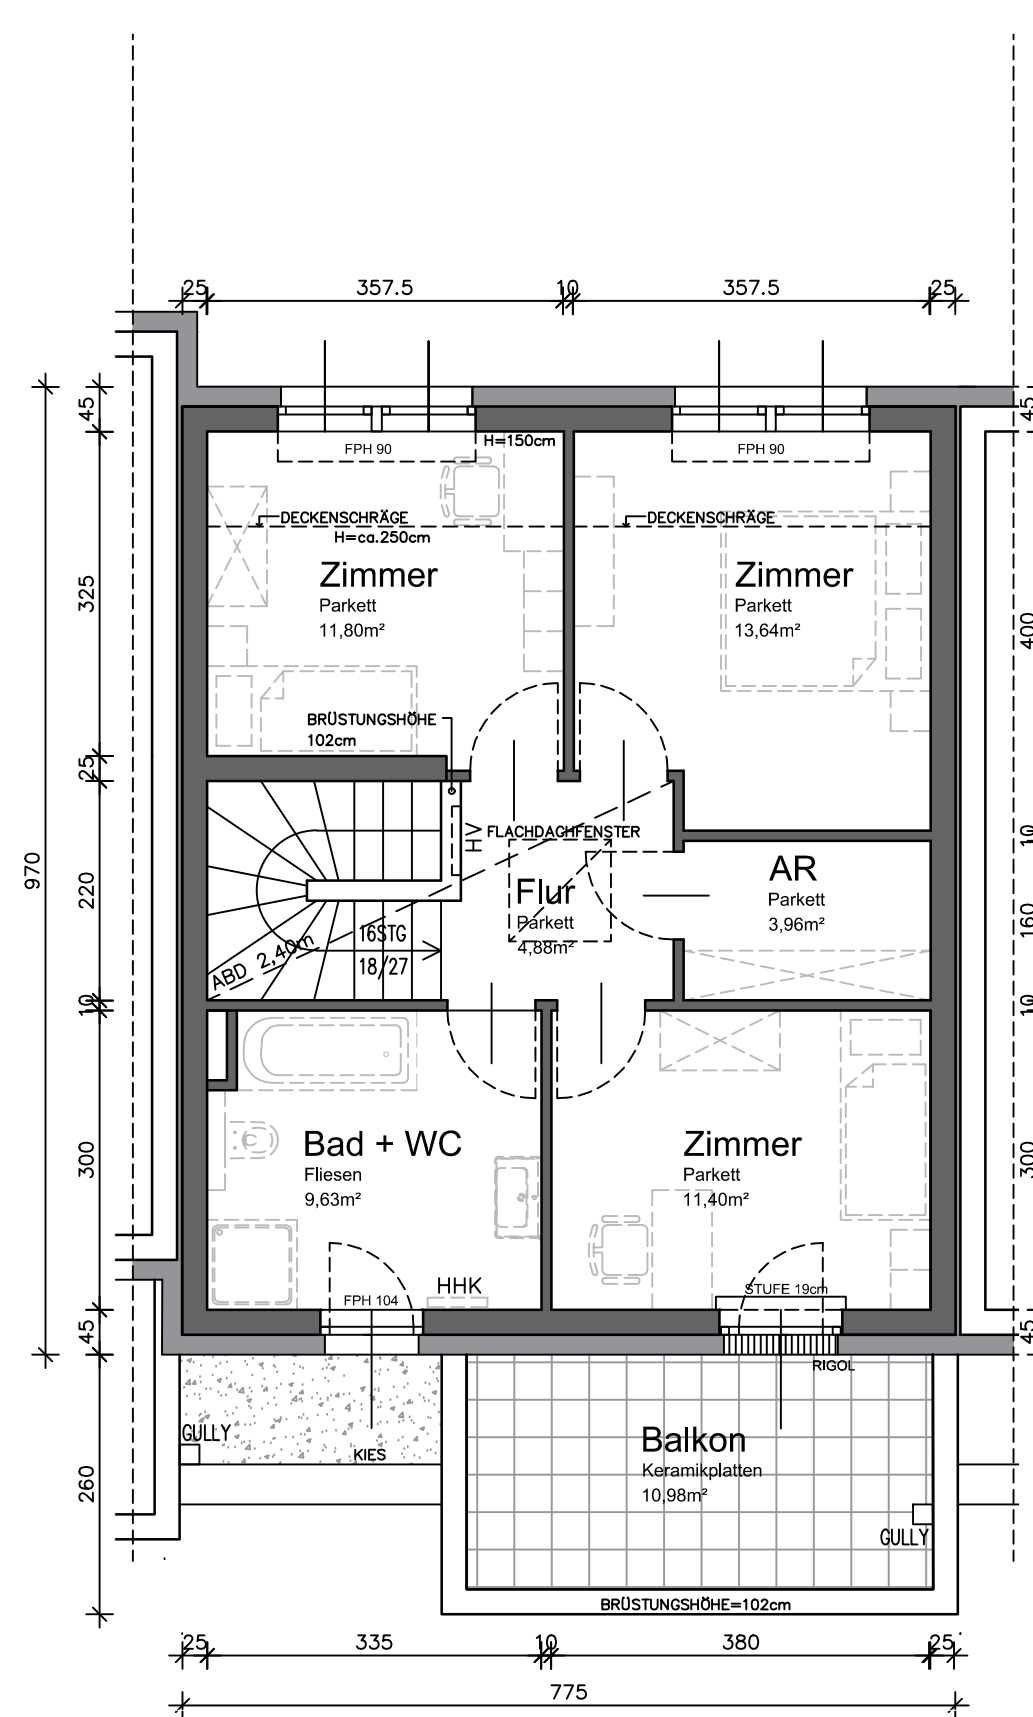 25 357.5 10 357.5 25
45
45
FPH 90
H=150cm
FPH 90
DECKENSCHRÄGE
H=ca.250cm
DECKENSCHRÄGE
Zimmer
Parkett
11,80m²
Zimmer
Parkett
13,64m²
325
400
BRÜSTUNGSHÖHE
102cm
25
970
HV
FLACHDACHFENSTER
10
220
Flur
Parkett
4,88m²
AR
Parkett
3,96m²
160
16STG
18/27
ABD 2,40m
10
10
300
Bad + WC
Fliesen
9,63m²
Zimmer
Parkett
11,40m²
300
HHK
FPH 104
STUFE 19cm
45
45
RIGOL
GULLY
KIES
260
Balkon
Keramikplatten
10,98m²
GULLY
BRÜSTUNGSHÖHE=102cm
25 335 10 380 25
775